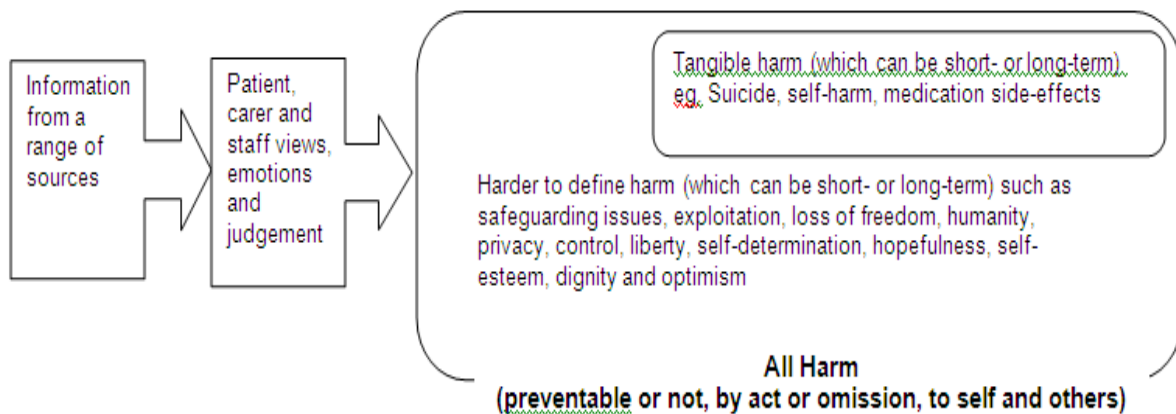 Information
from a
range of
sources
Patient,
carer and
staff views,
emotions
and
judgement
Tangible harm (which can be short- or long-term)
eg, Suicide, self-harm, medication side-effects
Harder to define harm (which can be short- or long-term) such as
safeguarding issues, exploitation, loss of freedom, humanity,
privacy, control, liberty, self-determination, hopefulness, self-
esteem, dignity and optimism
All Harm
(preventable or not, by act or omission, to self and others)